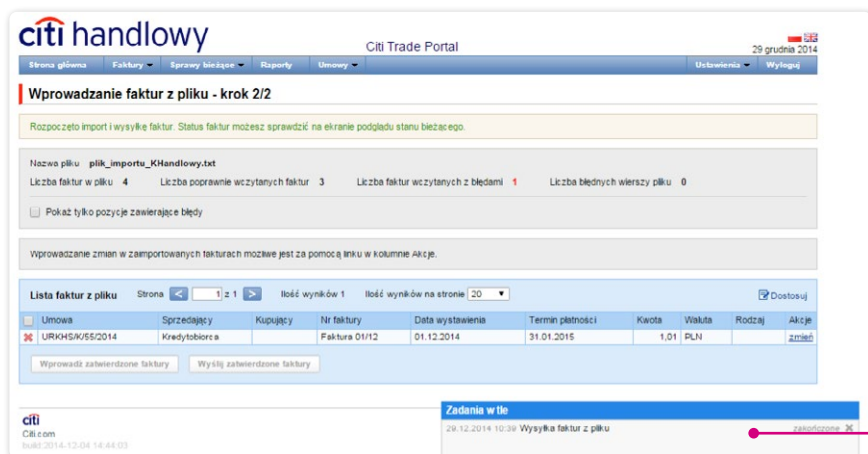 citi handlowy
Citi Trade Portal
29 grudnia 2014
Strona główna Faktury Sprawy bieżące Raporty Umowy Ustawienia Wyloguj
Wprowadzanie faktur z pliku - krok 2/2
Rozpoczęto import i wysyłkę faktur. Status faktur możesz sprawdzić na ekranie podglądu stanu bieżącego.
Nazwa pliku plik_importu_KHandlowy.txt
Liczba faktur w pliku 4 Liczba poprawnie wczytanych faktur 3 Liczba faktur wczytanych z błędami 1 Liczba błędnych wierszy pliku 0
Pokaż tylko pozycje zawierające błędy
Wprowadzanie zmian w zaimportowanych fakturach możliwe jest za pomocą linku w kolumnie Akcje.
Lista faktur z pliku Strona < 1 z 1 > Ilość wyników 1 Ilość wyników na stronie 20 Dostosuj
Umowa Sprzedający Kupujący Nr faktury Data wystawienia Termin płatności Kwota Waluta Rodzaj Akcje
URKHS/K/55/2014 Kredytobiorca Faktura 01/12 01.12.2014 31.01.2015 1,01 PLN zmień
Wprowadź zatwierdzone faktury Wyślij zatwierdzone faktury
citi
Citi.com
build:2014-12-04 14:44:03
Zadania w tle
29.12.2014 10:39 Wysyłka faktur z pliku zakończone